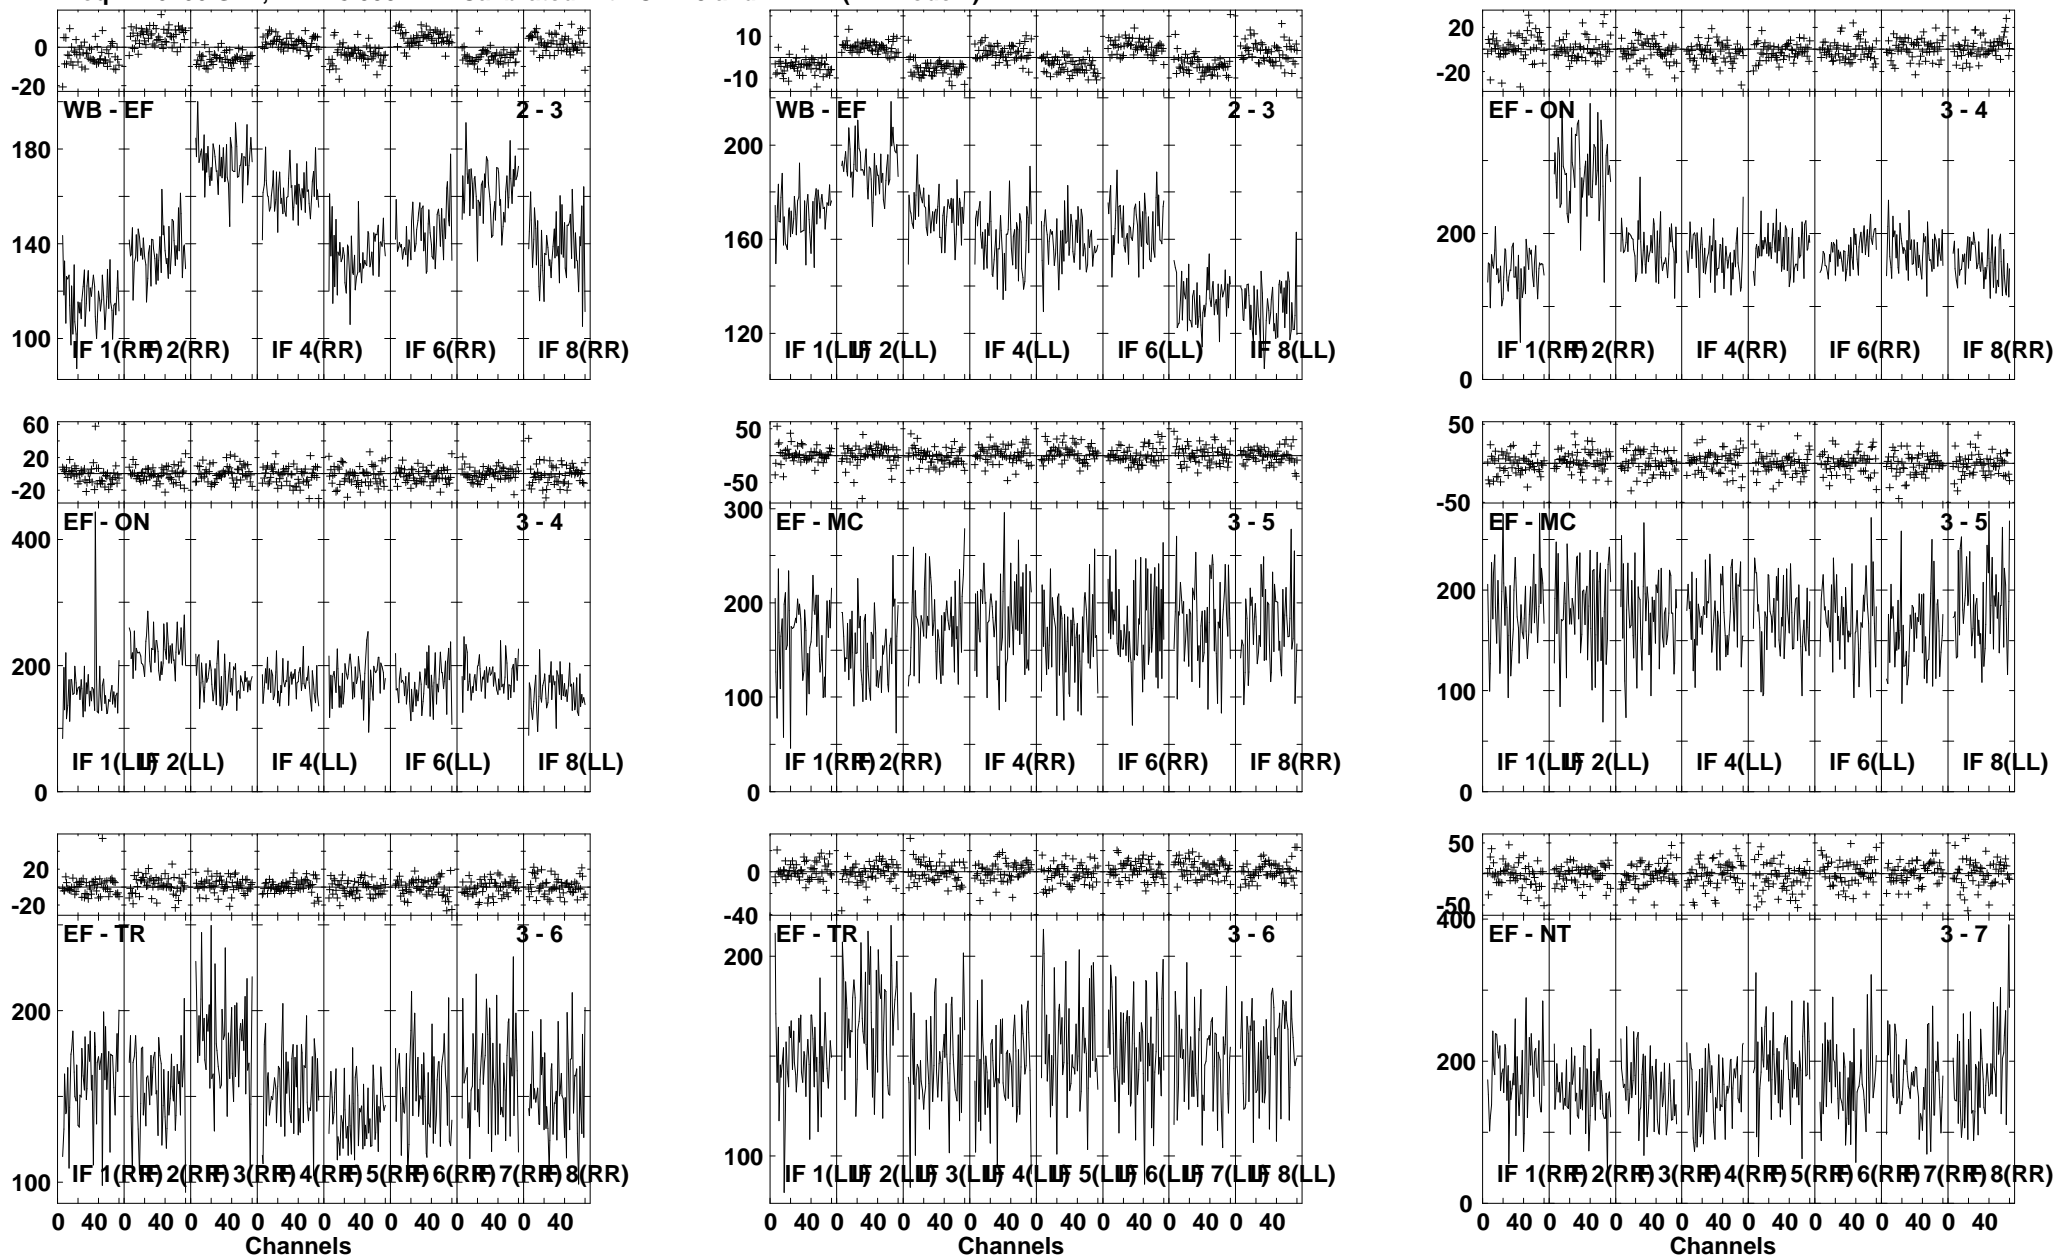 0
-20
10
-10
20
-20
WB - EF 2 - 3
WB - EF 2 - 3
EF - ON 3 - 4
180
140
100
200
160
120
200
0
IF 1(RR) IF 2(RR) IF 4(RR) IF 6(RR) IF 8(RR)
IF 1(LL) IF 2(LL) IF 4(LL) IF 6(LL) IF 8(LL)
IF 1(RR) IF 2(RR) IF 4(RR) IF 6(RR) IF 8(RR)
60
20
-20
50
-50
50
-50
EF - ON 3 - 4
EF - MC 3 - 5
EF - MC 3 - 5
400
200
0
300
200
100
0
200
100
0
IF 1(LL) IF 2(LL) IF 4(LL) IF 6(LL) IF 8(LL)
IF 1(RR) IF 2(RR) IF 4(RR) IF 6(RR) IF 8(RR)
IF 1(LL) IF 2(LL) IF 4(LL) IF 6(LL) IF 8(LL)
20
-20
0
-40
50
-50
EF - TR 3 - 6
EF - TR 3 - 6
EF - NT 3 - 7
200
100
200
100
400
300
200
100
0
IF 1(RR) IF 2(RR) IF 3(RR) IF 4(RR) IF 5(RR) IF 6(RR) IF 7(RR) IF 8(RR)
IF 1(LL) IF 2(LL) IF 3(LL) IF 4(LL) IF 5(LL) IF 6(LL) IF 7(LL) IF 8(LL)
IF 1(RR) IF 2(RR) IF 3(RR) IF 4(RR) IF 5(RR) IF 6(RR) IF 7(RR) IF 8(RR)
0 40 0 40 0 40 0 40 0 40 0 40 0 40 0 40
0 40 0 40 0 40 0 40 0 40 0 40 0 40 0 40
0 40 0 40 0 40 0 40 0 40 0 40 0 40 0 40
Channels
Channels
Channels